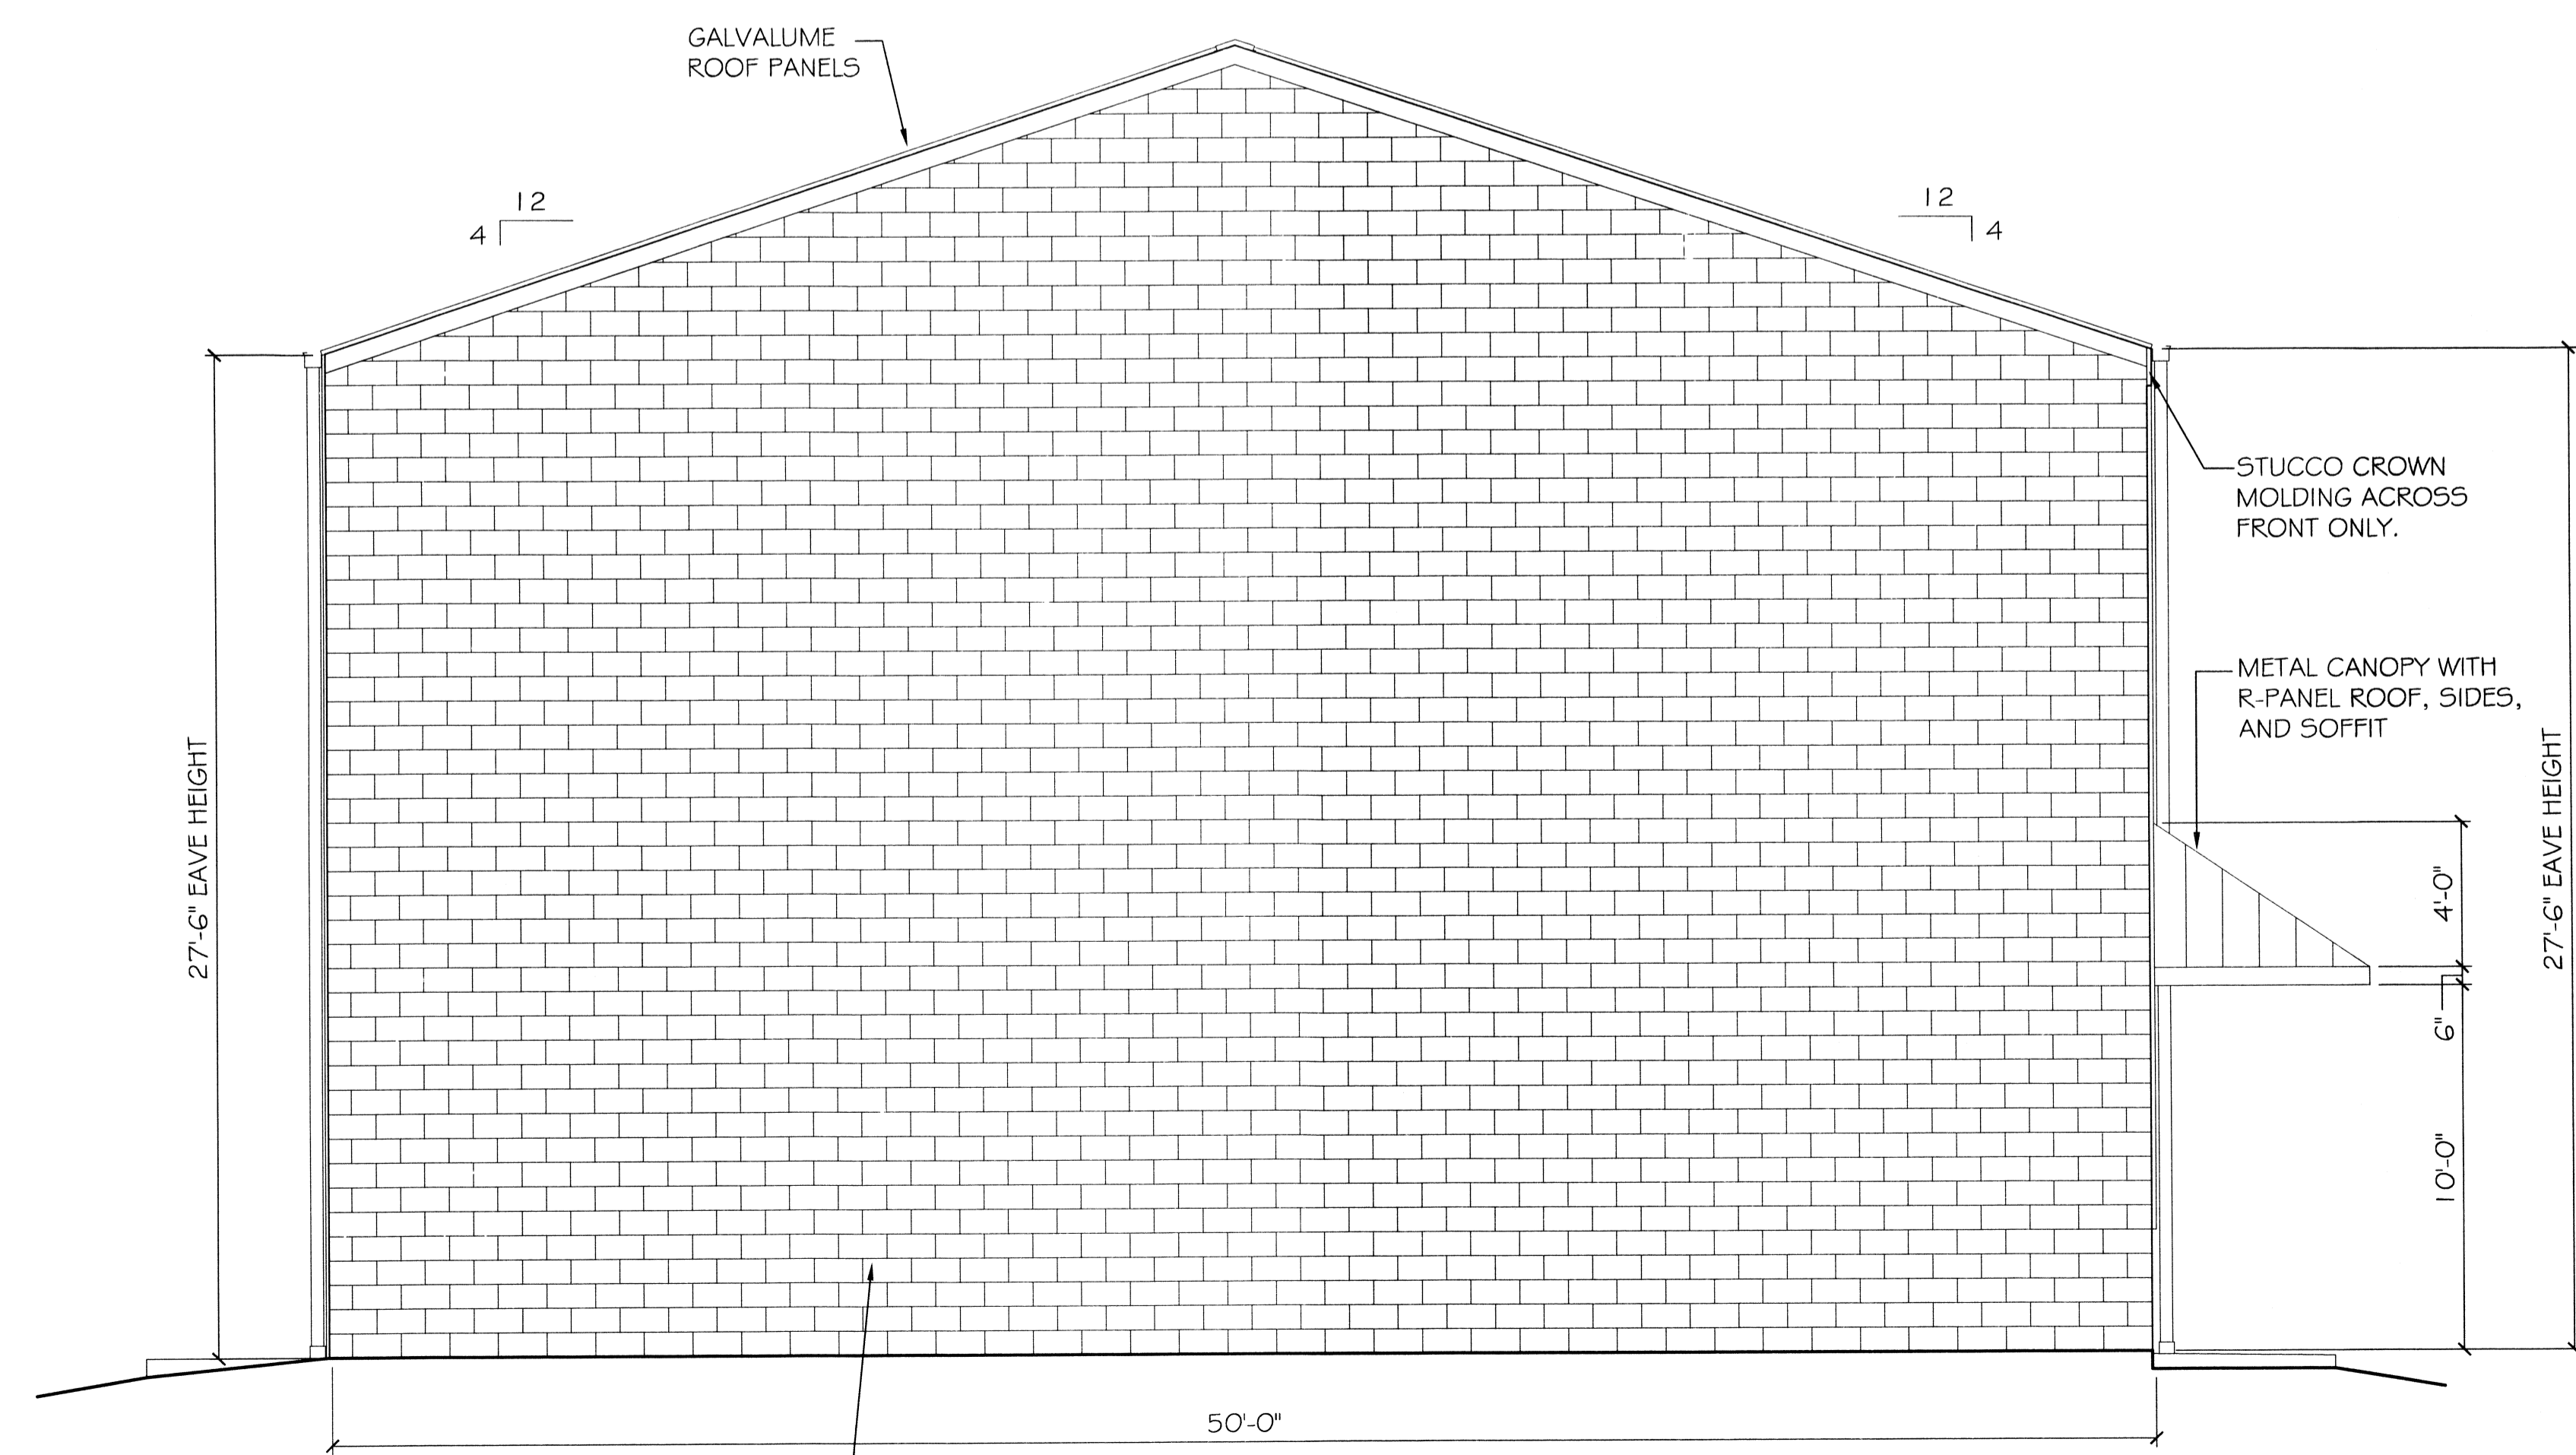 GALVALUME
ROOF PANELS
12
4
12
4
STUCCO CROWN
MOLDING ACROSS
FRONT ONLY.
METAL CANOPY WITH
R-PANEL ROOF, SIDES,
AND SOFFIT
27'-6" EAVE HEIGHT
27'-6" EAVE HEIGHT
4'-0"
6"
10'-0"
50'-0"